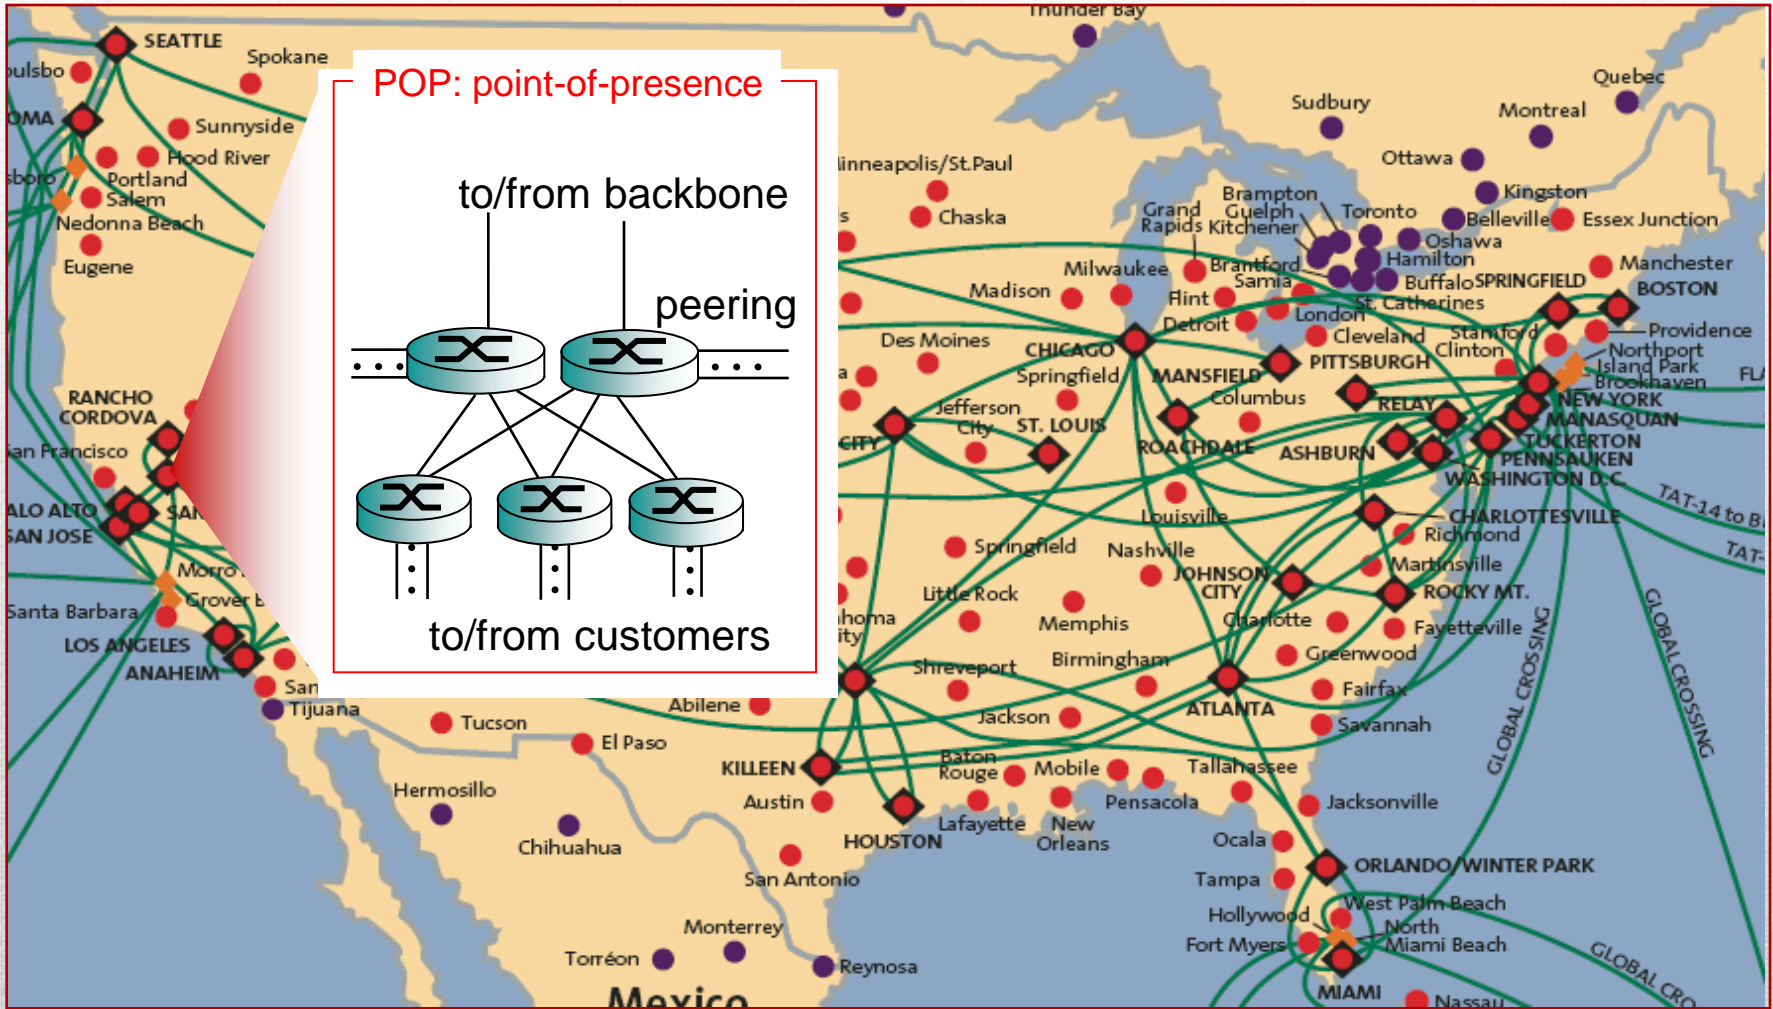 Thunder Bay
SEATTLE
Spokane
Quebec
POP: point-of-presence
Sudbury
Montreal
Sunnyside
Hood River
Portland
Salem
Nedonna Beach
Eugene
to/from backbone
peering
to/from customers
Minneapolis/St.Paul
Chaska
Ottawa
Kingston
Brampton
Guelph
Kitchener
Toronto
Belleville
Essex Junction
Grand
Rapids
Oshawa
Hamilton
Milwaukee
Brantford
Sarnia
Buffalo
SPRINGFIELD
Manchester
BOSTON
Madison
Flint
St. Catherines
London
Detroit
Cleveland
Stamford
Clinton
Providence
Northport
Island Park
Brookhaven
Des Moines
CHICAGO
Springfield
MANSFIELD
PITTSBURGH
Columbus
RELAY
NEW YORK
MANASQUAN
TUCKERTON
PENNSAUKEN
WASHINGTON D.C.
RANCHO
CORDOVA
San Francisco
PALO ALTO
SAN JOSE
SAN
Jefferson
City
ST. LOUIS
CITY
ROACHDALE
ASHBURN
TAT-14 to
TAT-
Louisville
CHARLOTTESVILLE
Richmond
Springfield
Nashville
Martinsville
JOHNSON
CITY
ROCKY MT.
Morro
Grover
Santa Barbara
LOS ANGELES
ANAHEIM
San
Tijuana
Little Rock
Memphis
Charlotte
Fayetteville
Greenwood
Shreveport
Birmingham
Fairfax
Abilene
Jackson
ATLANTA
Savannah
GLOBAL CROSSING
GLOBAL CROSSING
Tucson
El Paso
KILLEEN
Baton
Rouge
Mobile
Tallahassee
Hermosillo
Austin
Lafayette
New
Orleans
Pensacola
Jacksonville
Chihuahua
HOUSTON
Ocala
San Antonio
Tampa
ORLANDO/WINTER PARK
Hollywood
West Palm Beach
Fort Myers
North
Miami Beach
Monterrey
Torréon
Reynosa
GLOBAL CRO
MIAMI
Nassau
Mexico